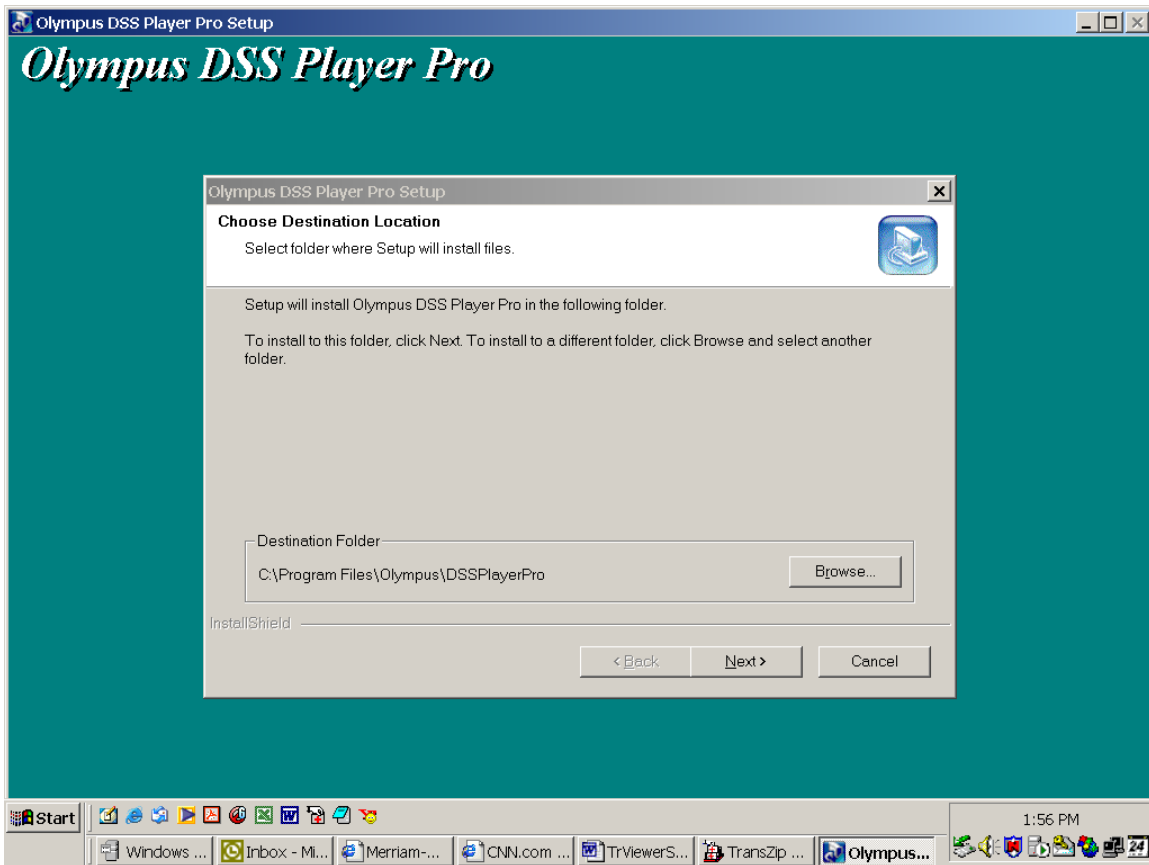 Olympus DSS Player Pro Setup
Olympus DSS Player Pro
Olympus DSS Player Pro Setup
Choose Destination Location
Select folder where Setup will install files.
Setup will install Olympus DSS Player Pro in the following folder.
To install to this folder, click Next. To install to a different folder, click Browse and select another
folder.
Destination Folder
C:\Program Files\Olympus\DSSPlayerPro
Browse...
InstallShield
< Back
Next >
Cancel
Start
1:56 PM
Windows ...
Inbox - Mi...
Merriam-...
CNN.com ...
TrViewerS...
TransZip ...
Olympus...
24